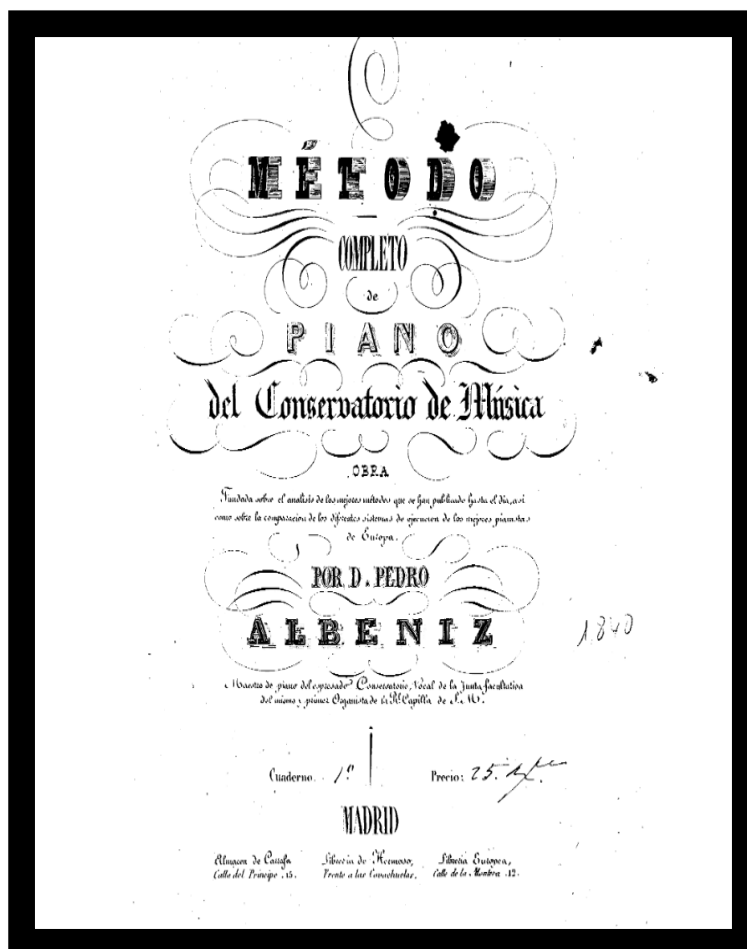 MÉTODO
COMPLETO
de
PIANO
del Conservatorio de Música
OBRA
Fundada sobre el analisis de los mejores métodos que se han publicado hasta el dia, asi
como sobre la comparacion de los diferentes sistemas de ejecucion de los mejores pianistas
de Europa.
POR D. PEDRO
ALBENIZ
1840
Maestro de piano del espresado Conservatorio, Vocal de la Junta facultativa
del mismo y primer Organista de la Rl. Capilla de S. M.
Cuaderno 1º Precio: 25.
MADRID
Almacen de Carrafa Libreria de Hermoso, Libreria Europea,
Calle del Principe .15. Frente a las Covachuelas. Calle de la Montera .12.